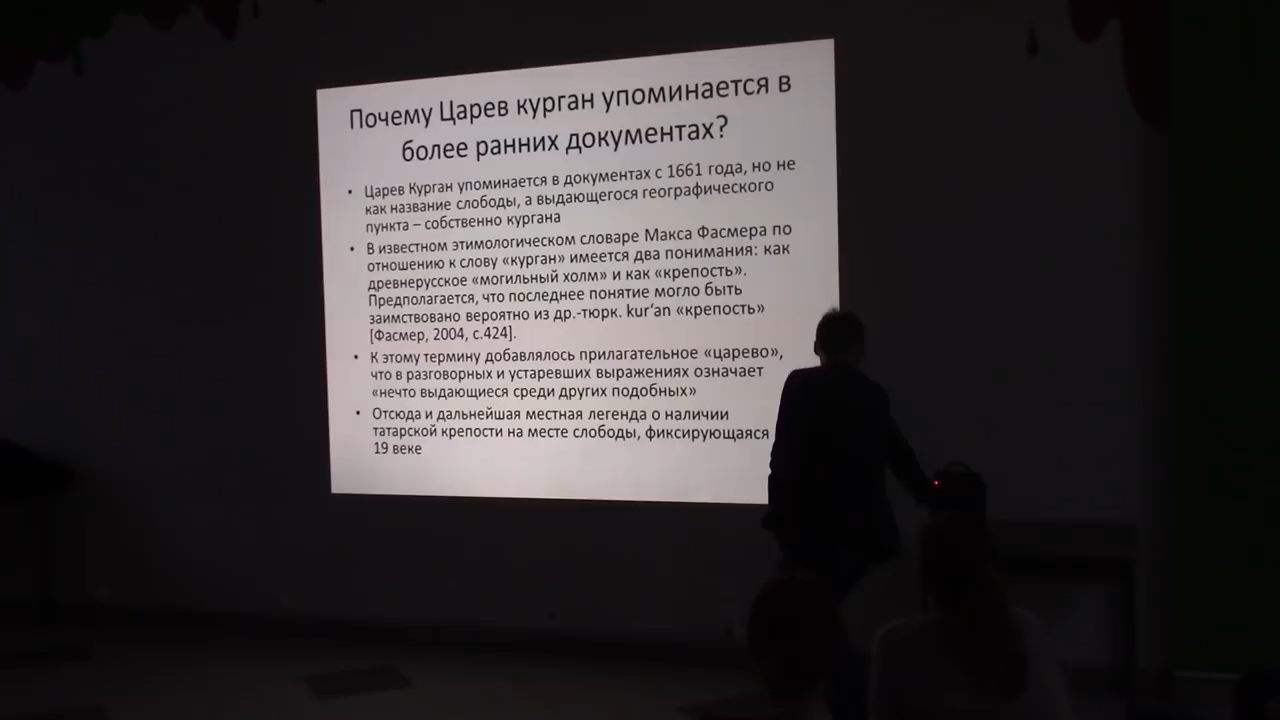 Почему Царев курган упоминается в
более ранних документах?
• Царев Курган упоминается в документах с 1661 года, но не
как название слободы, а выдающегося географического
пункта – собственно кургана
• В известном этимологическом словаре Макса Фасмера по
отношению к слову «курган» имеется два понимания: как
древнерусское «могильный холм» и как «крепость».
Предполагается, что последнее понятие могло быть
заимствовано вероятно из др.-тюрк. kur‘an «крепость»
[Фасмер, 2004, с.424].
• К этому термину добавлялось прилагательное «царево»,
что в разговорных и устаревших выражениях означает
«нечто выдающиеся среди других подобных»
• Отсюда и дальнейшая местная легенда о наличии
татарской крепости на месте слободы, фиксирующаяся
19 веке